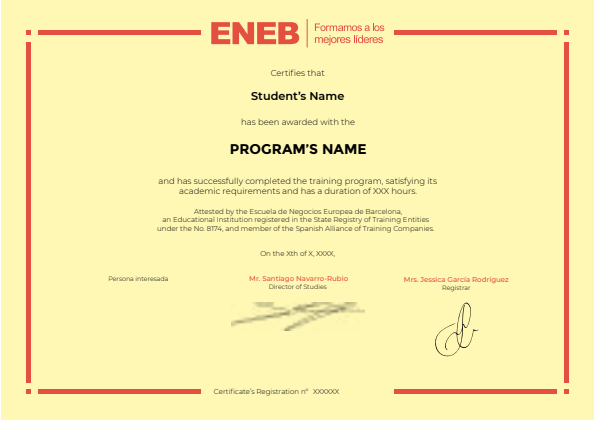 ENEB
Formamos a los
mejores líderes
Certifies that
Student's Name
has been awarded with the
PROGRAM'S NAME
and has successfully completed the training program, satisfying its
academic requirements and has a duration of XXX hours.
Attested by the Escuela de Negocios Europea de Barcelona,
an Educational Institution registered in the State Registry of Training Entities
under the No. 8174, and member of the Spanish Alliance of Training Companies.
On the Xth of X, XXXX,
Persona interesada
Mr. Santiago Navarro-Rubio
Director of Studies
Mrs. Jessica García Rodríguez
Registrar
Certificate's Registration nº XXXXXX